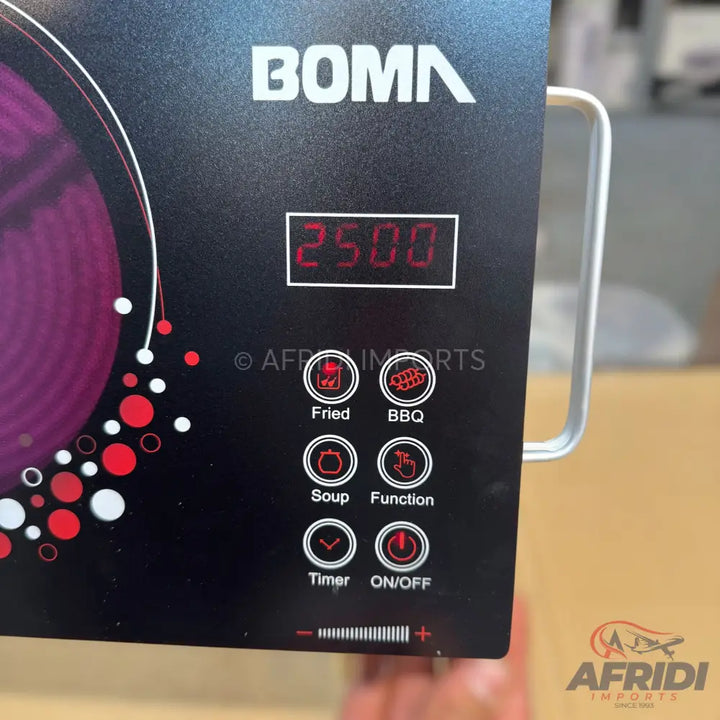 BOMA
2500
© AFRIDI IMPORTS
Fried BBQ
Soup Function
Timer ON/OFF
− +
AFRIDI
IMPORTS
SINCE 1993